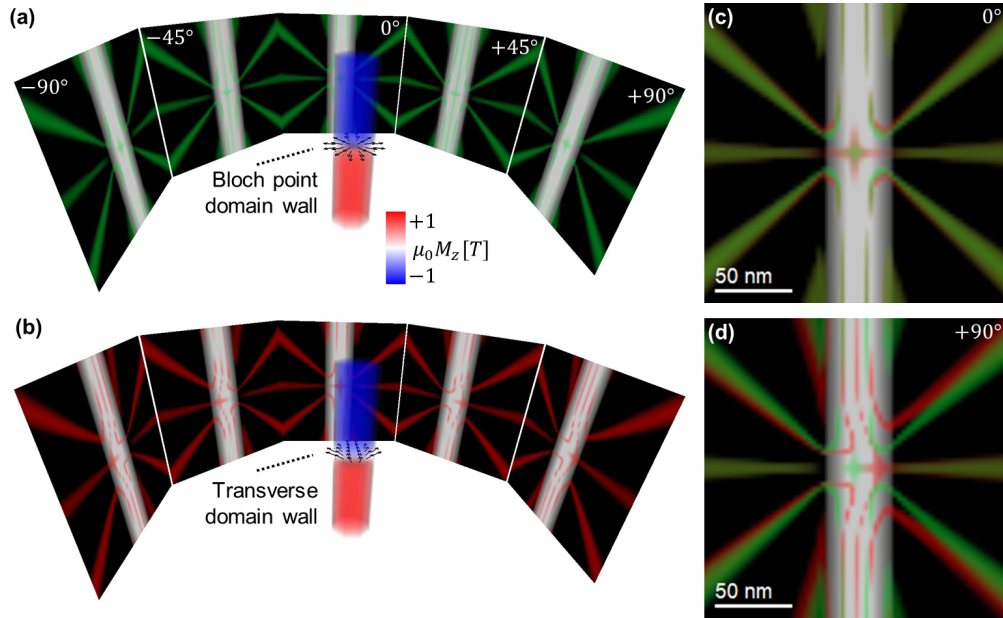 (a)
−90°
−45°
0°
+45°
+90°
Bloch point
domain wall
+1
μ₀M_z[T]
−1
(b)
Transverse
domain wall
(c)
0°
50 nm
(d)
+90°
50 nm